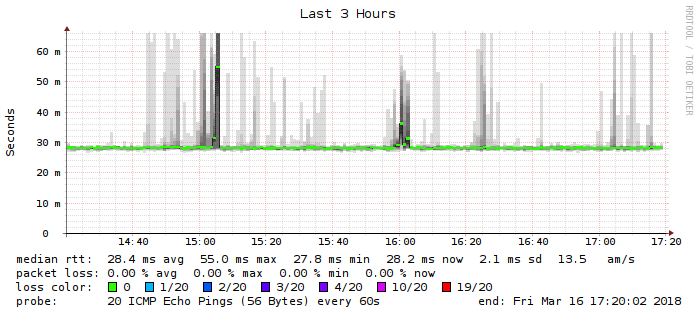 Last 3 Hours
RRDTOOL / TOBI OETIKER
Seconds
60 m
50 m
40 m
30 m
20 m
10 m
0
14:40 15:00 15:20 15:40 16:00 16:20 16:40 17:00 17:20
median rtt: 28.4 ms avg 55.0 ms max 27.8 ms min 28.2 ms now 2.1 ms sd 13.5 am/s
packet loss: 0.00 % avg 0.00 % max 0.00 % min 0.00 % now
loss color: 0 1/20 2/20 3/20 4/20 10/20 19/20
probe: 20 ICMP Echo Pings (56 Bytes) every 60s end: Fri Mar 16 17:20:02 2018